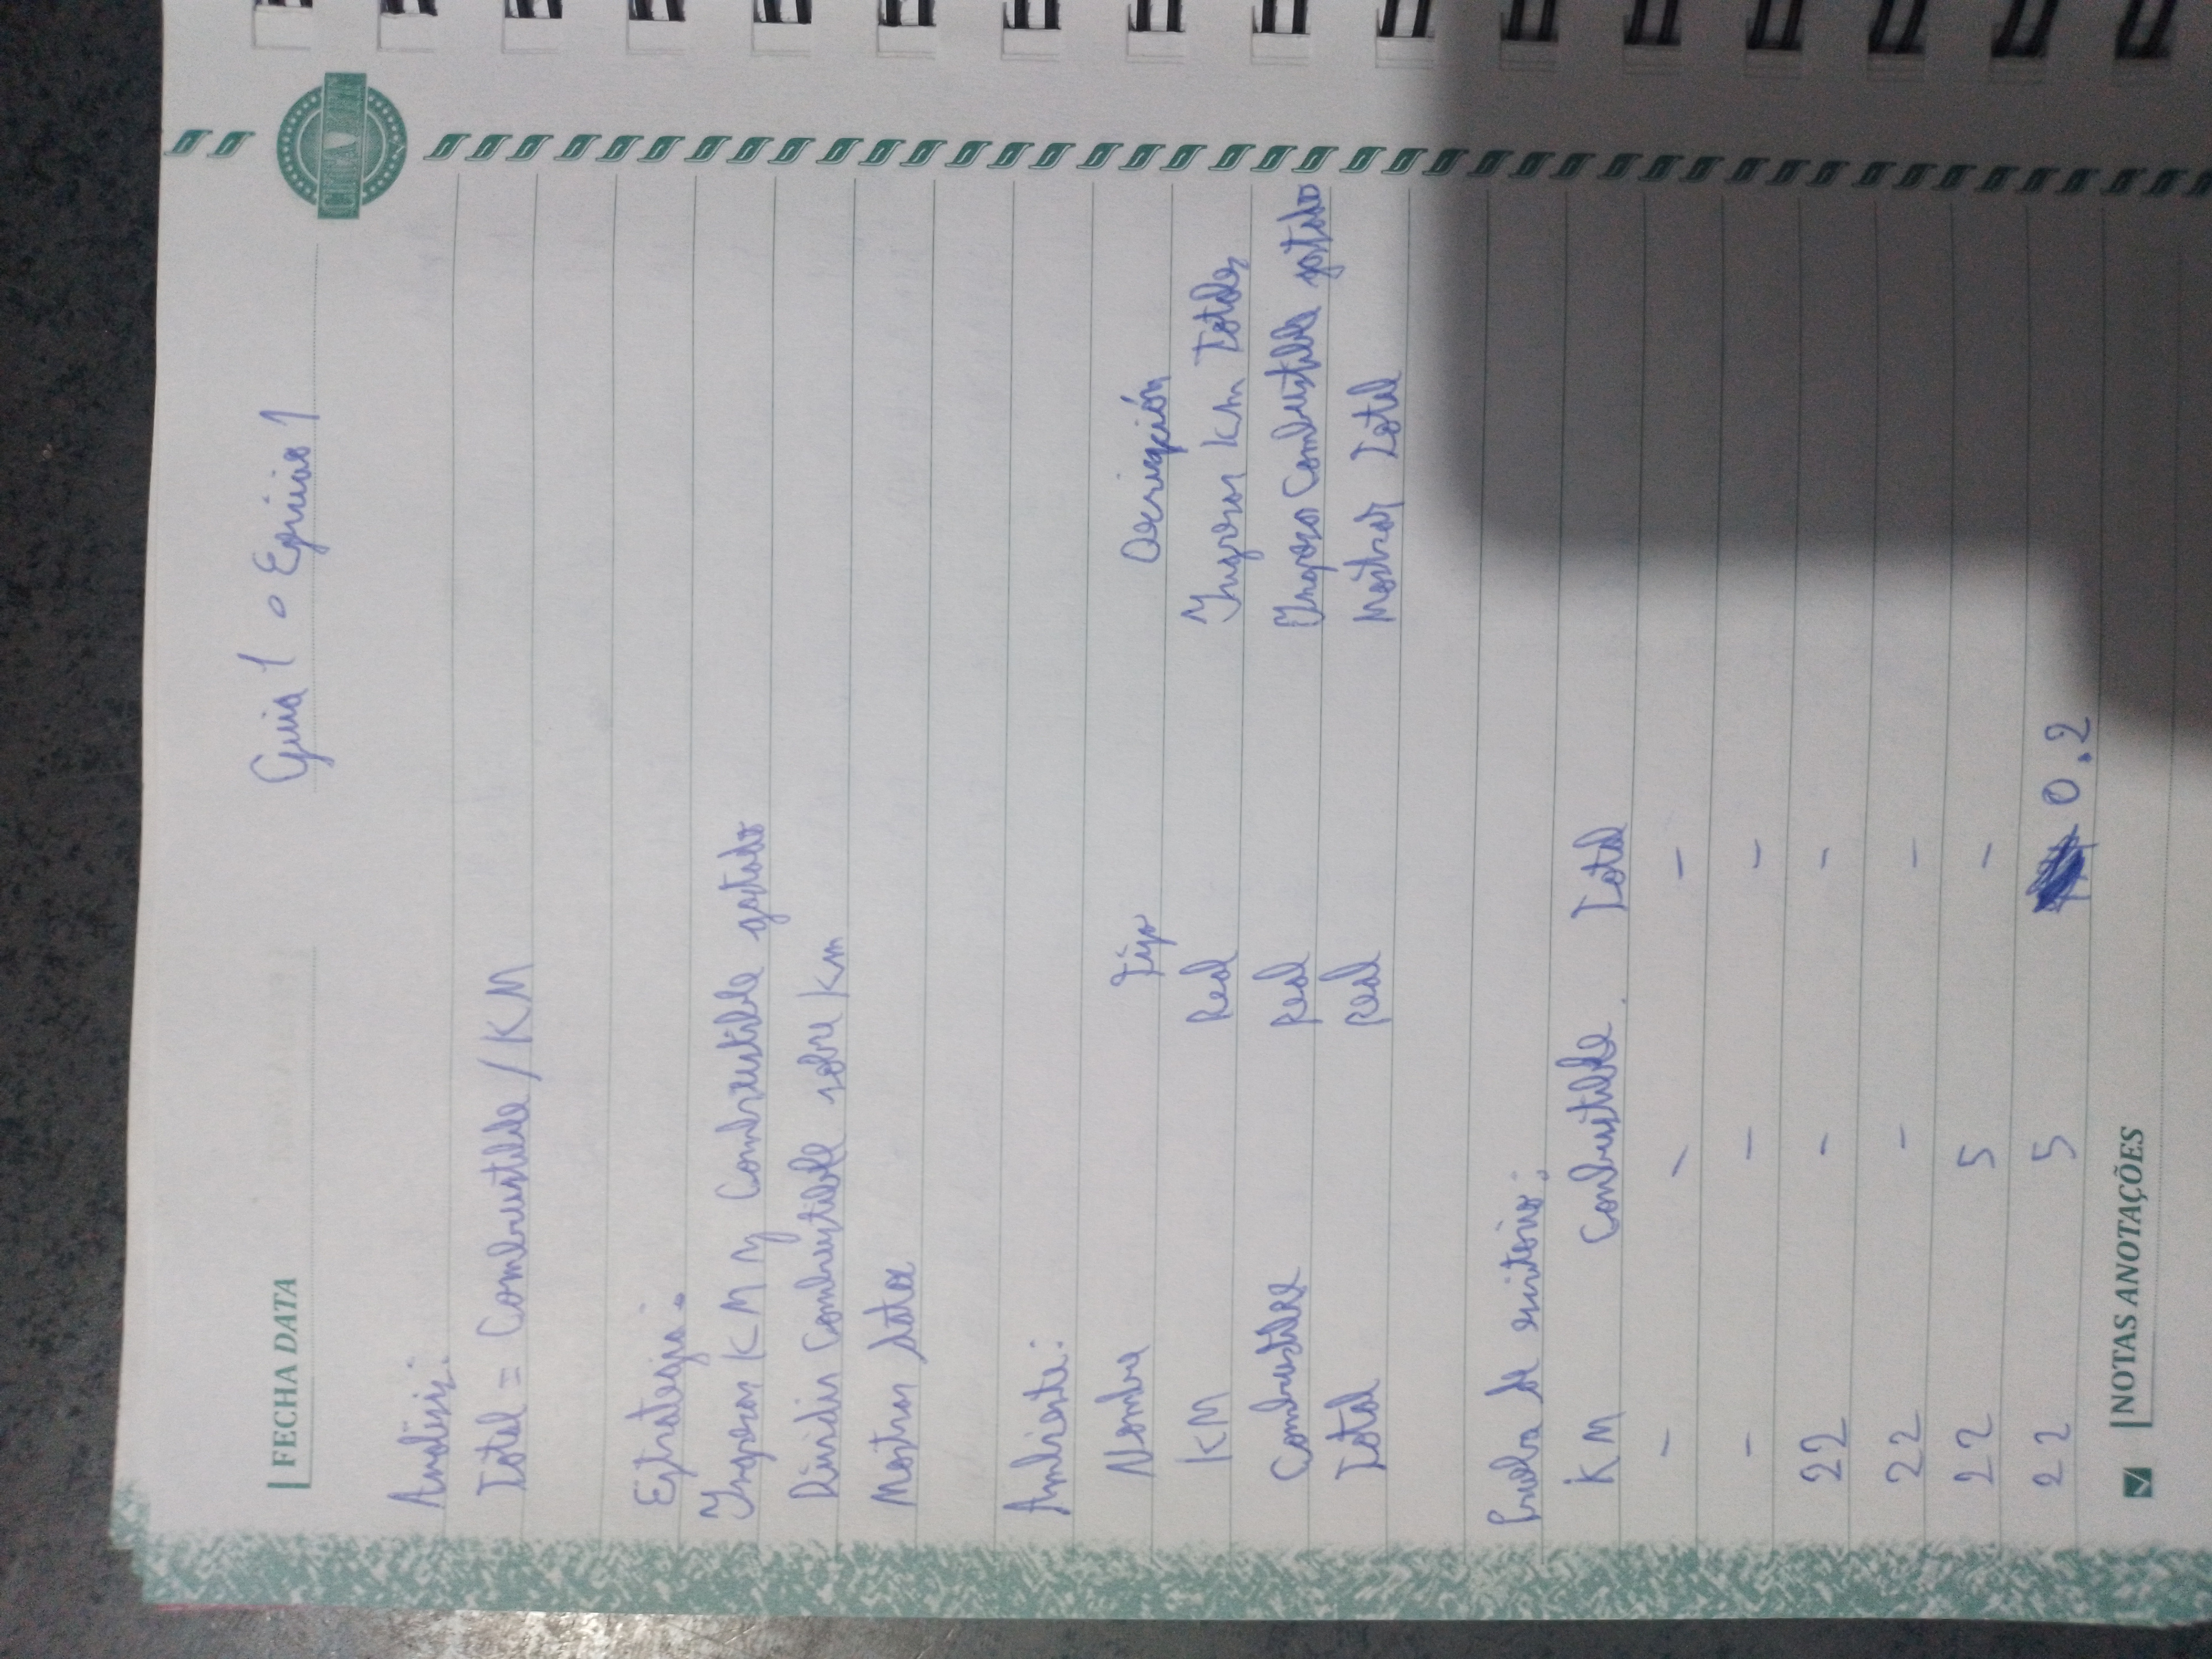 FECHA DATA
Guia 1 o Ejercicio 1
CHEFA
Analisis:
Total = Combustible / KM
Estrategia:
Ingresar KM y Combustible gastado
Dividir Combustible sobre Km
Mostrar datos
Ambiente:
Nombre Tipo Descripción
KM Real Ingresar Km Totales
Combustible Real Ingresar Combustible gastado
Total Real Mostrar Total
Prueba de escritorio:
KM Combustible Total
- - -
- - -
22 - -
22 - -
22 5 -
22 5 0.2
NOTAS ANOTAÇÕES